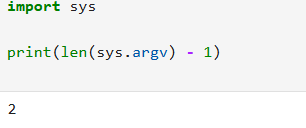 import sys
print(len(sys.argv) - 1)
2